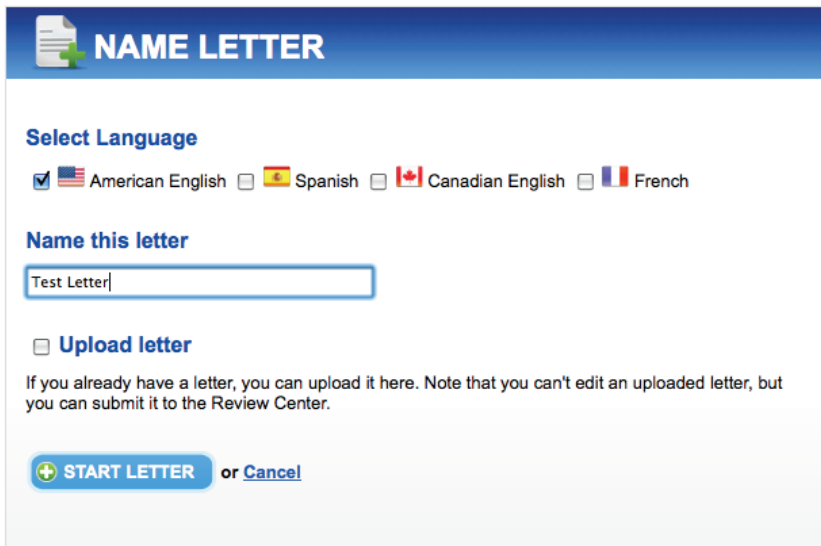 NAME LETTER
Select Language
American English Spanish Canadian English French
Name this letter
Test Letter
Upload letter
If you already have a letter, you can upload it here. Note that you can't edit an uploaded letter, but
you can submit it to the Review Center.
START LETTER or Cancel